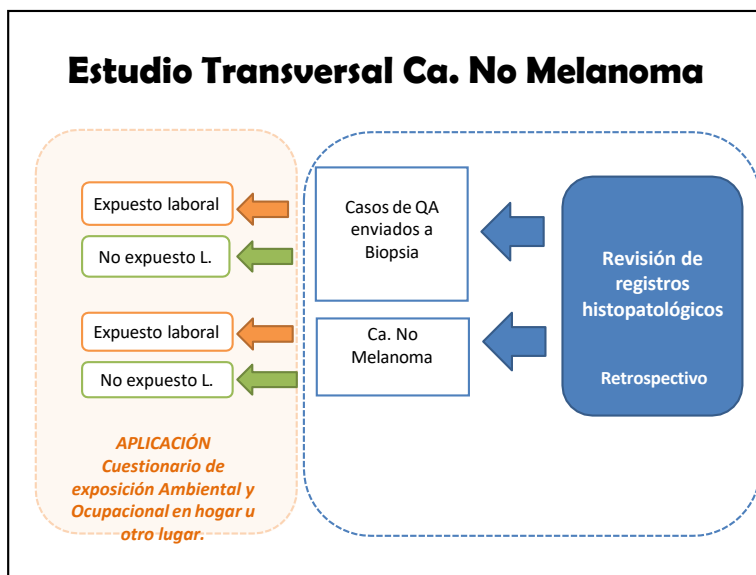 Estudio Transversal Ca. No Melanoma
Expuesto laboral
No expuesto L.
Expuesto laboral
No expuesto L.
APLICACIÓN
Cuestionario de
exposición Ambiental y
Ocupacional en hogar u
otro lugar.
Casos de QA
enviados a
Biopsia
Ca. No
Melanoma
Revisión de
registros
histopatológicos
Retrospectivo